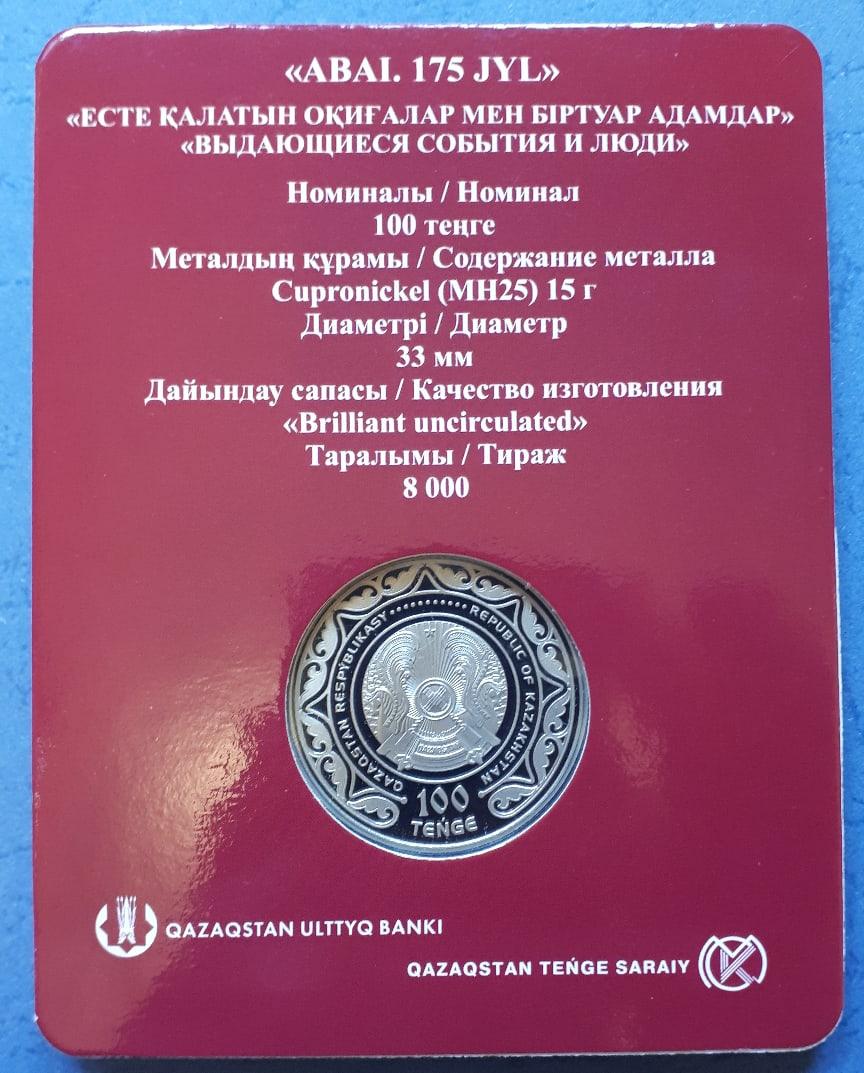 «ABAI. 175 JYL»
«ЕСТЕ ҚАЛАТЫН ОҚИҒАЛАР МЕН БІРТУАР АДАМДАР»
«ВЫДАЮЩИЕСЯ СОБЫТИЯ И ЛЮДИ»
Номиналы / Номинал
100 теңге
Металдың құрамы / Содержание металла
Cupronickel (МН25) 15 г
Диаметрі / Диаметр
33 мм
Дайындау сапасы / Качество изготовления
«Brilliant uncirculated»
Таралымы / Тираж
8 000
QAZAQSTAN RESPÝBLIKASY
REPUBLIC OF KAZAKHSTAN
100
TEŃGE
QAZAQSTAN ULTTYQ BANKI
QAZAQSTAN TEŃGE SARAIY